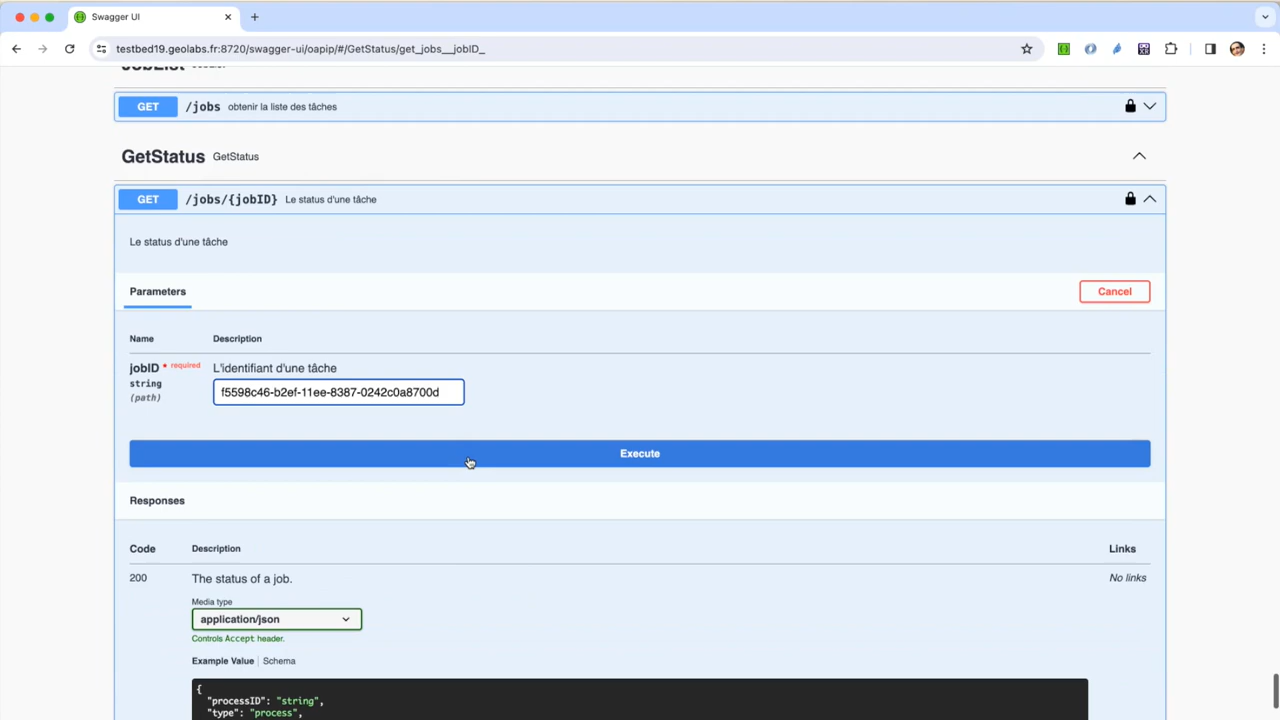 Swagger UI
testbed19.geolabs.fr:8720/swagger-ui/oapip/#/GetStatus/get_jobs__jobID_
JobList
GET /jobs obtenir la liste des tâches
GetStatus GetStatus
GET /jobs/{jobID} Le status d'une tâche
Le status d'une tâche
Parameters Cancel
Name Description
jobID * required L'identifiant d'une tâche
string f5598c46-b2ef-11ee-8387-0242c0a8700d
(path)
Execute
Responses
Code Description Links
200 The status of a job. No links
Media type
application/json
Controls Accept header.
Example Value Schema
{
"processID": "string",
"type": "process",